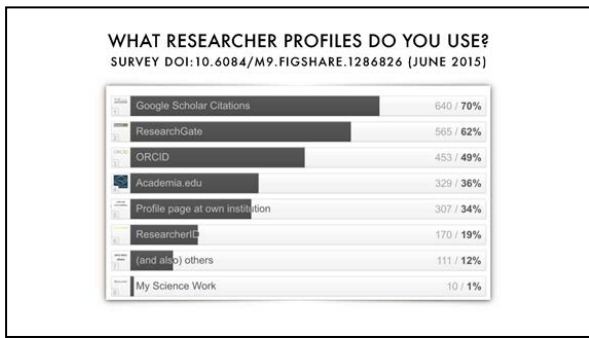 WHAT RESEARCHER PROFILES DO YOU USE?
SURVEY DOI:10.6084/M9.FIGSHARE.1286826 (JUNE 2015)
Google Scholar Citations 640 / 70%
ResearchGate 565 / 62%
ORCID 453 / 49%
Academia.edu 329 / 36%
Profile page at own institution 307 / 34%
ResearcherID 170 / 19%
(and also) others 111 / 12%
My Science Work 10 / 1%